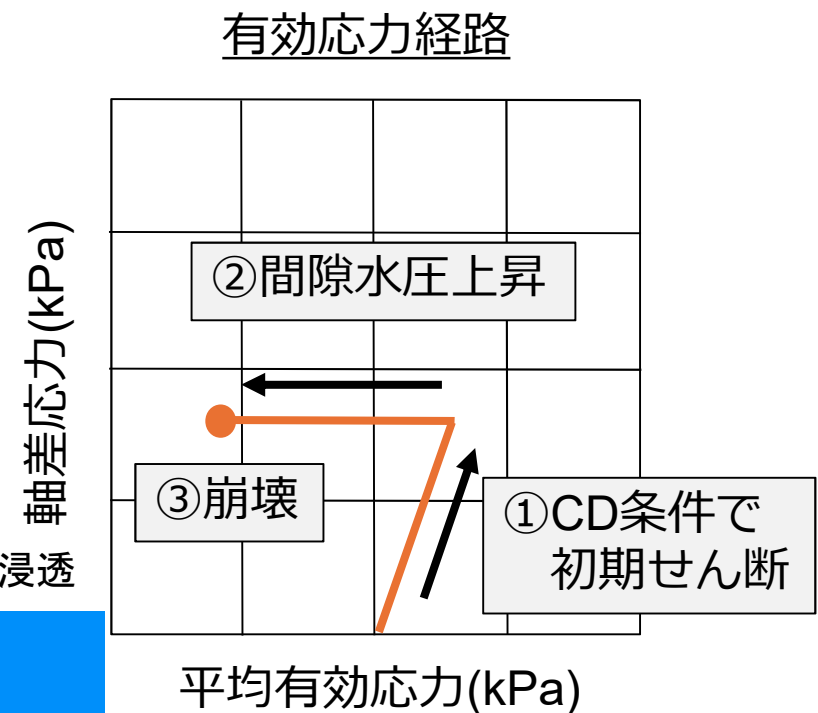 有効応力経路
②間隙水圧上昇
軸差応力(kPa)
③崩壊
①CD条件で
初期せん断
浸透
平均有効応力(kPa)